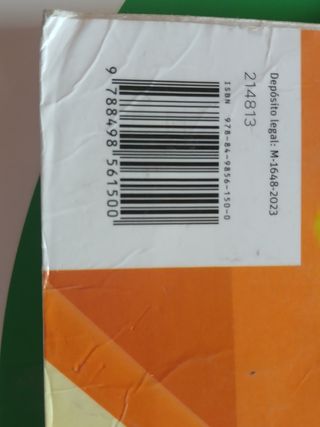 Depósito legal: M-1648-2023
214813
ISBN 978-84-9856-150-0
9 788498 561500